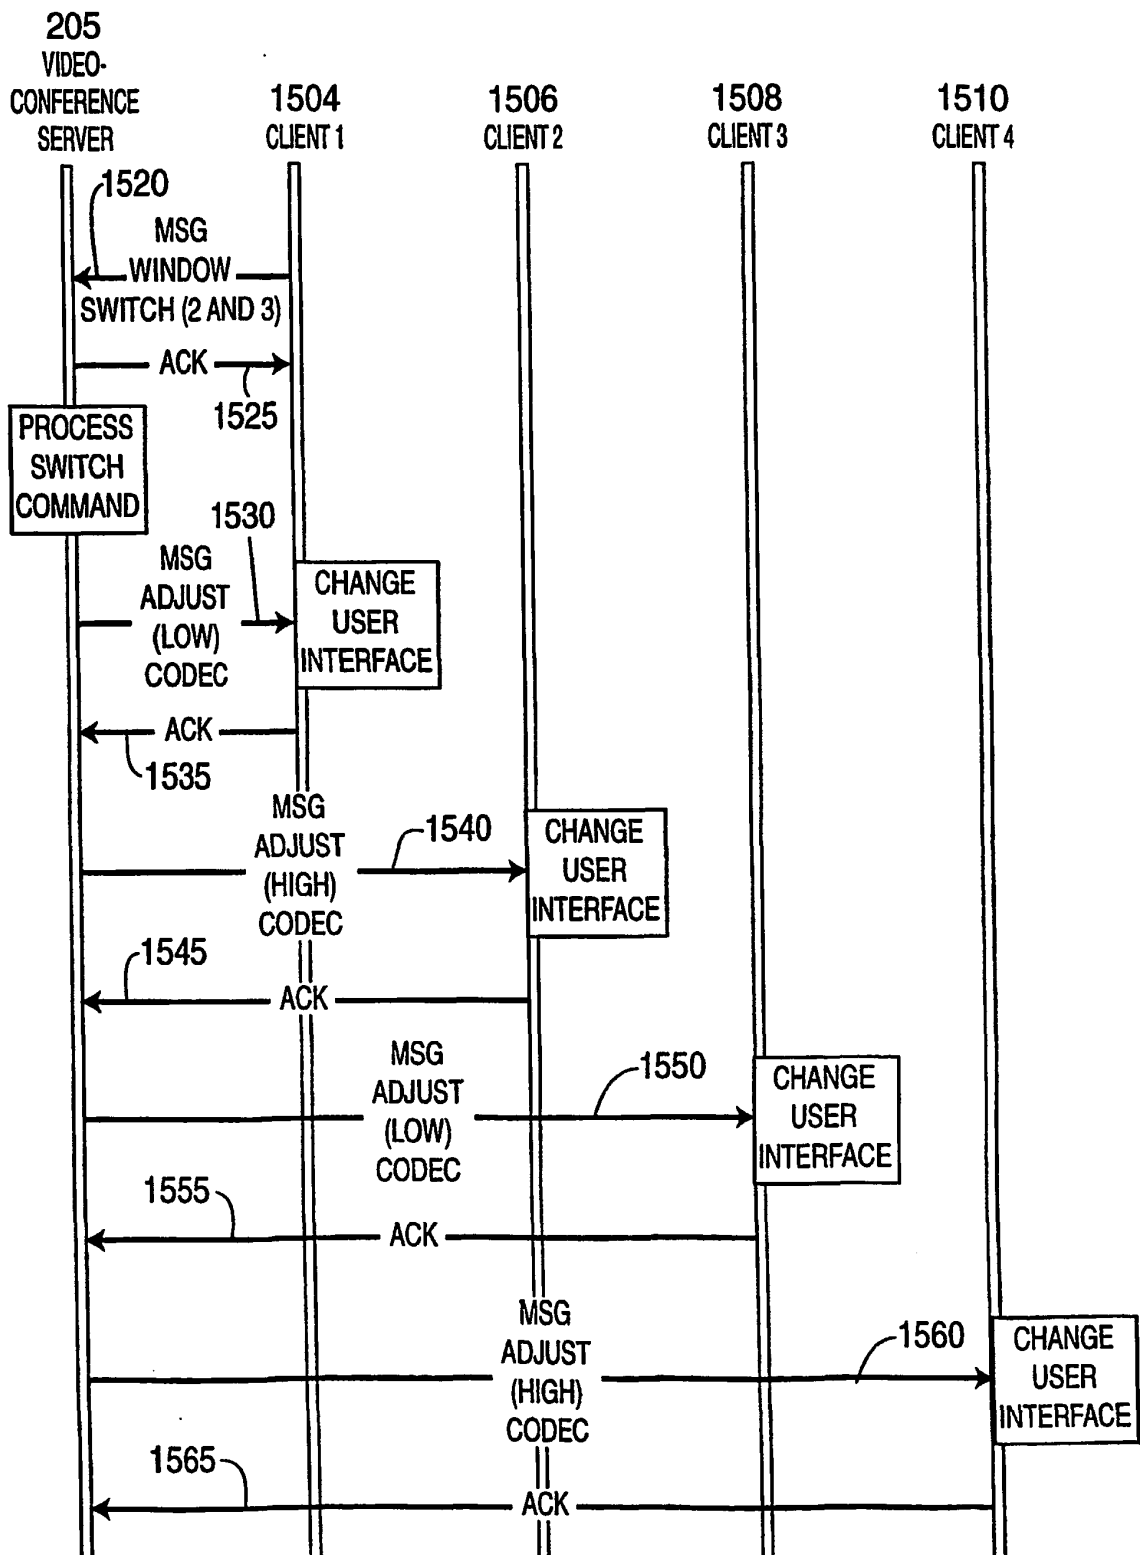 205
VIDEO-
CONFERENCE
SERVER
1504
CLIENT 1
1506
CLIENT 2
1508
CLIENT 3
1510
CLIENT 4
1520
MSG
WINDOW
SWITCH (2 AND 3)
ACK
1525
PROCESS
SWITCH
COMMAND
1530
MSG
ADJUST
(LOW)
CODEC
CHANGE
USER
INTERFACE
ACK
1535
MSG
ADJUST
(HIGH)
CODEC
1540
CHANGE
USER
INTERFACE
1545
ACK
MSG
ADJUST
(LOW)
CODEC
1550
CHANGE
USER
INTERFACE
1555
ACK
MSG
ADJUST
(HIGH)
CODEC
1560
CHANGE
USER
INTERFACE
1565
ACK